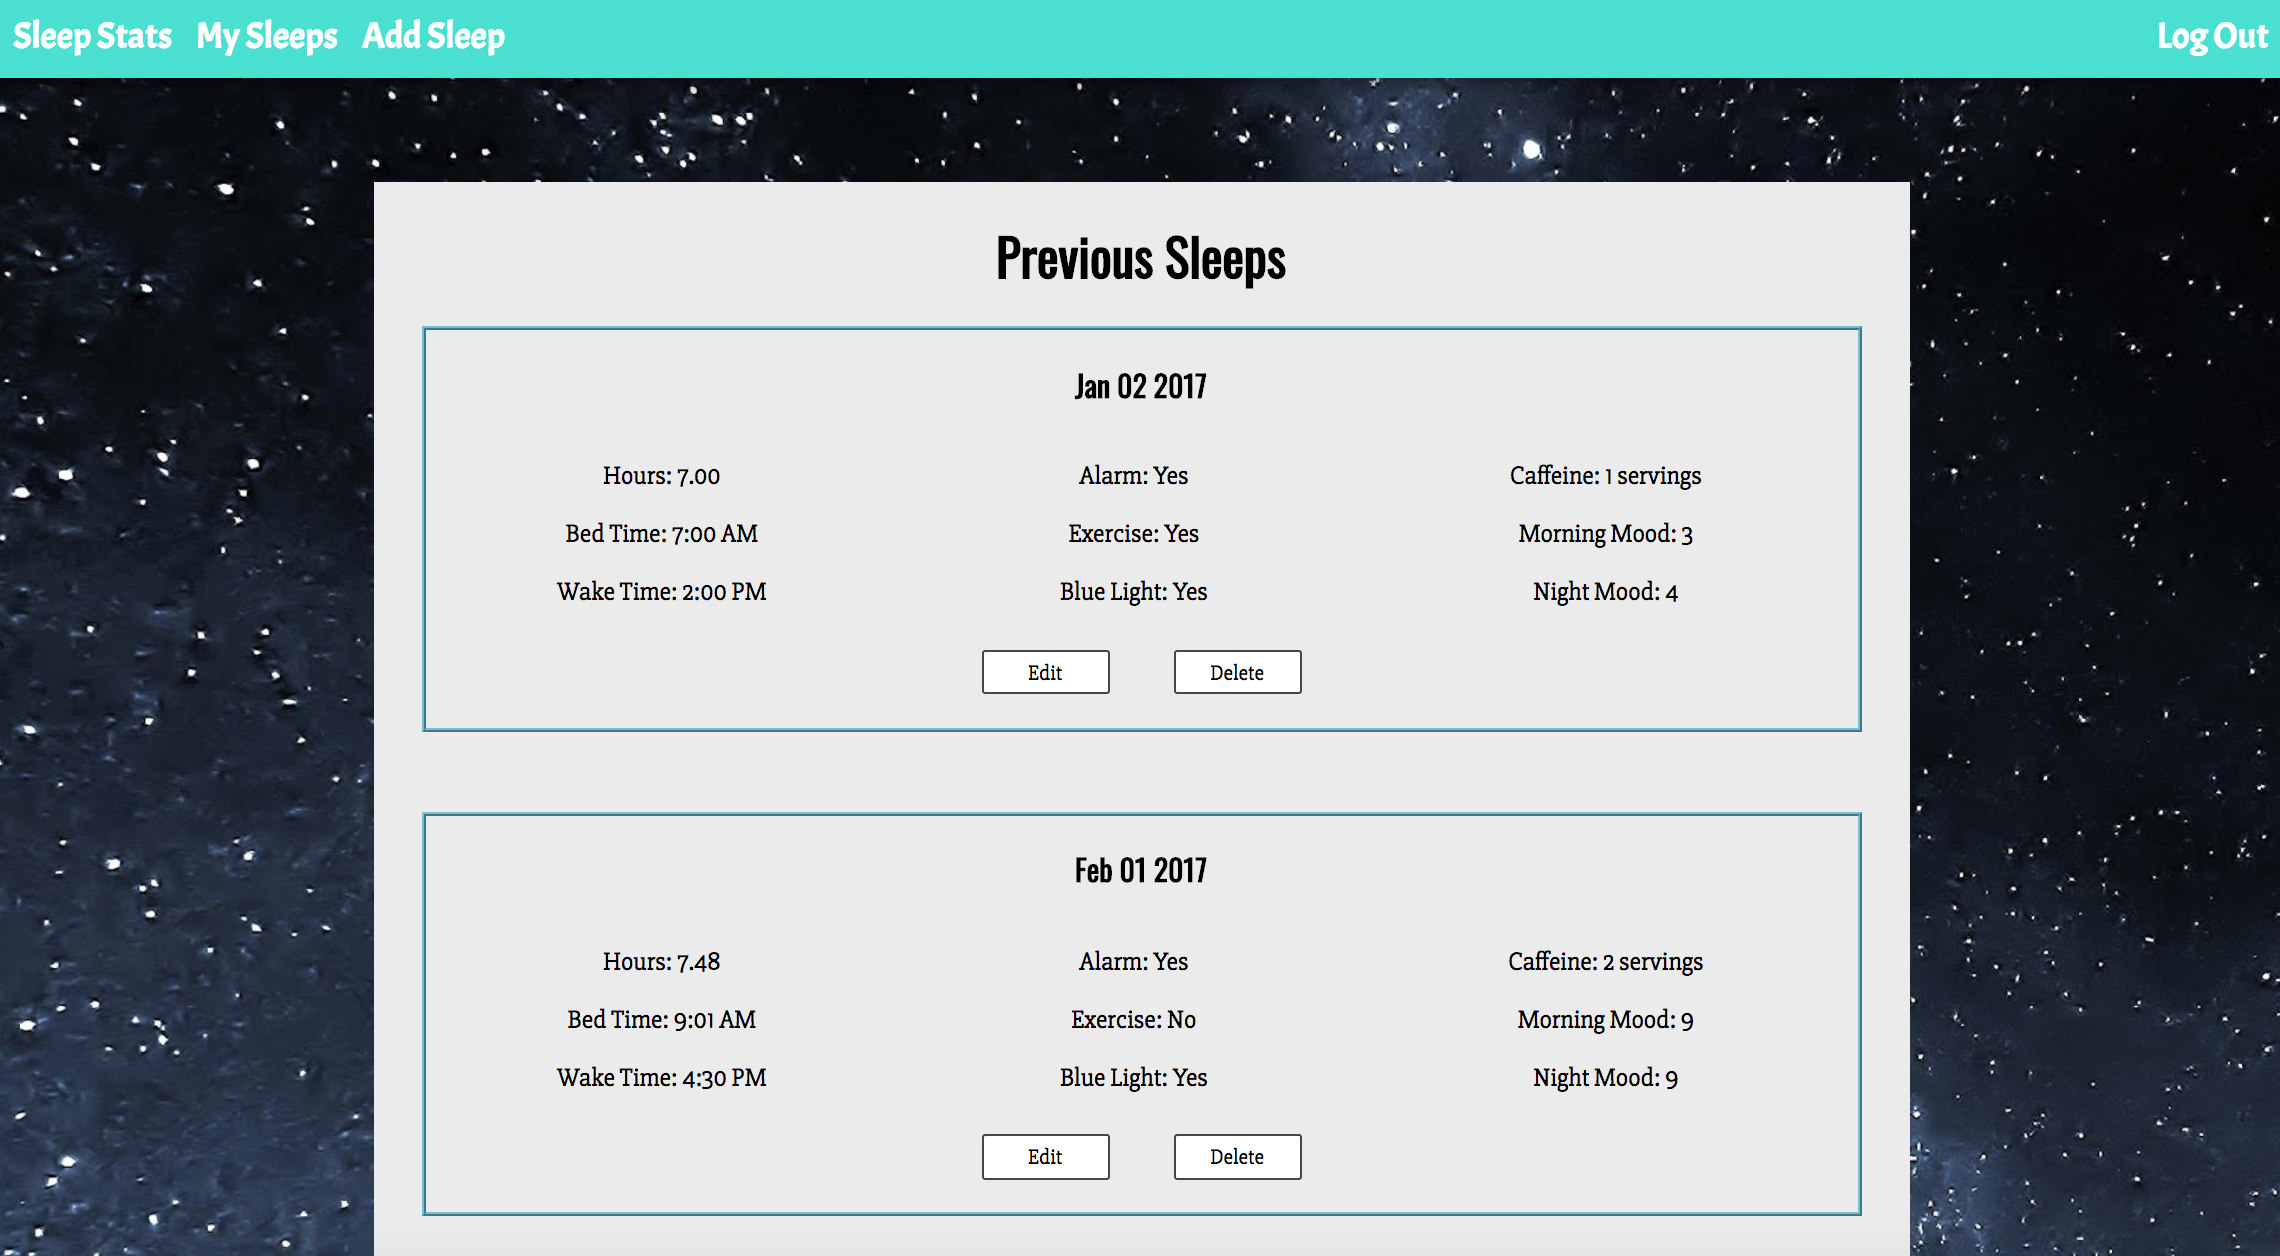 Sleep Stats My Sleeps Add Sleep Log Out
Previous Sleeps
Jan 02 2017
Hours: 7.00 Alarm: Yes Caffeine: 1 servings
Bed Time: 7:00 AM Exercise: Yes Morning Mood: 3
Wake Time: 2:00 PM Blue Light: Yes Night Mood: 4
Edit Delete
Feb 01 2017
Hours: 7.48 Alarm: Yes Caffeine: 2 servings
Bed Time: 9:01 AM Exercise: No Morning Mood: 9
Wake Time: 4:30 PM Blue Light: Yes Night Mood: 9
Edit Delete